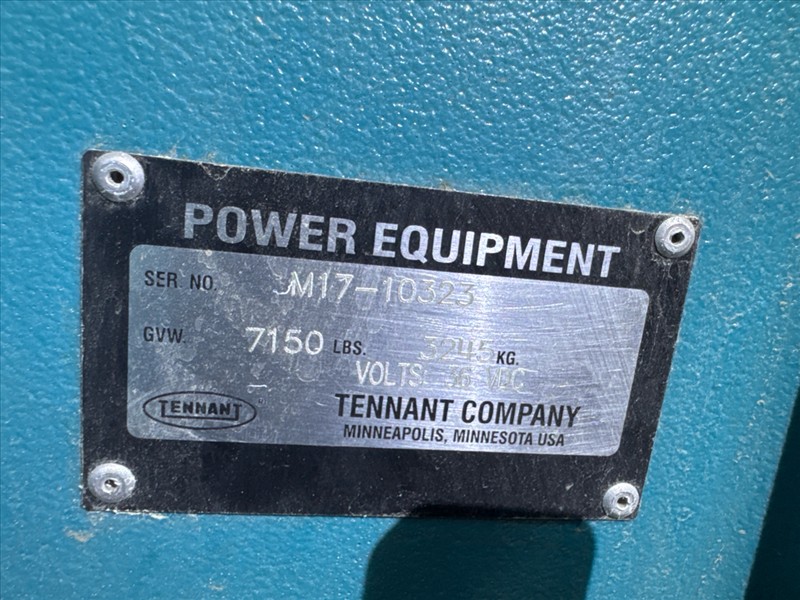 POWER EQUIPMENT
SER. NO. M17-10323
GVW. 7150 LBS. 3245 KG.
VOLTS: 36 VDC
TENNANT®
TENNANT COMPANY
MINNEAPOLIS, MINNESOTA USA